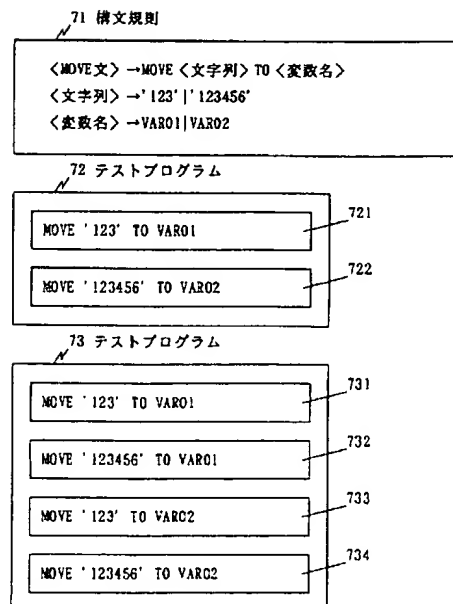 71 構文規則
〈MOVE文〉→MOVE〈文字列〉TO〈変数名〉
〈文字列〉→'123'|'123456'
〈変数名〉→VAR01|VAR02
72 テストプログラム
MOVE '123' TO VAR01
721
MOVE '123456' TO VAR02
722
73 テストプログラム
MOVE '123' TO VAR01
731
MOVE '123456' TO VAR01
732
MOVE '123' TO VAR02
733
MOVE '123456' TO VAR02
734